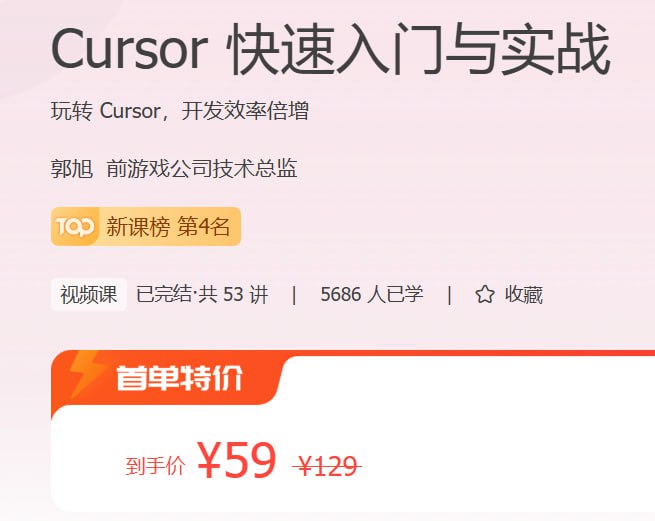 Cursor 快速入门与实战
玩转 Cursor，开发效率倍增
郭旭 前游戏公司技术总监
TOP 新课榜 第4名
视频课 已完结·共 53 讲 | 5686 人已学 | 收藏
首单特价
到手价 ¥59 ¥129